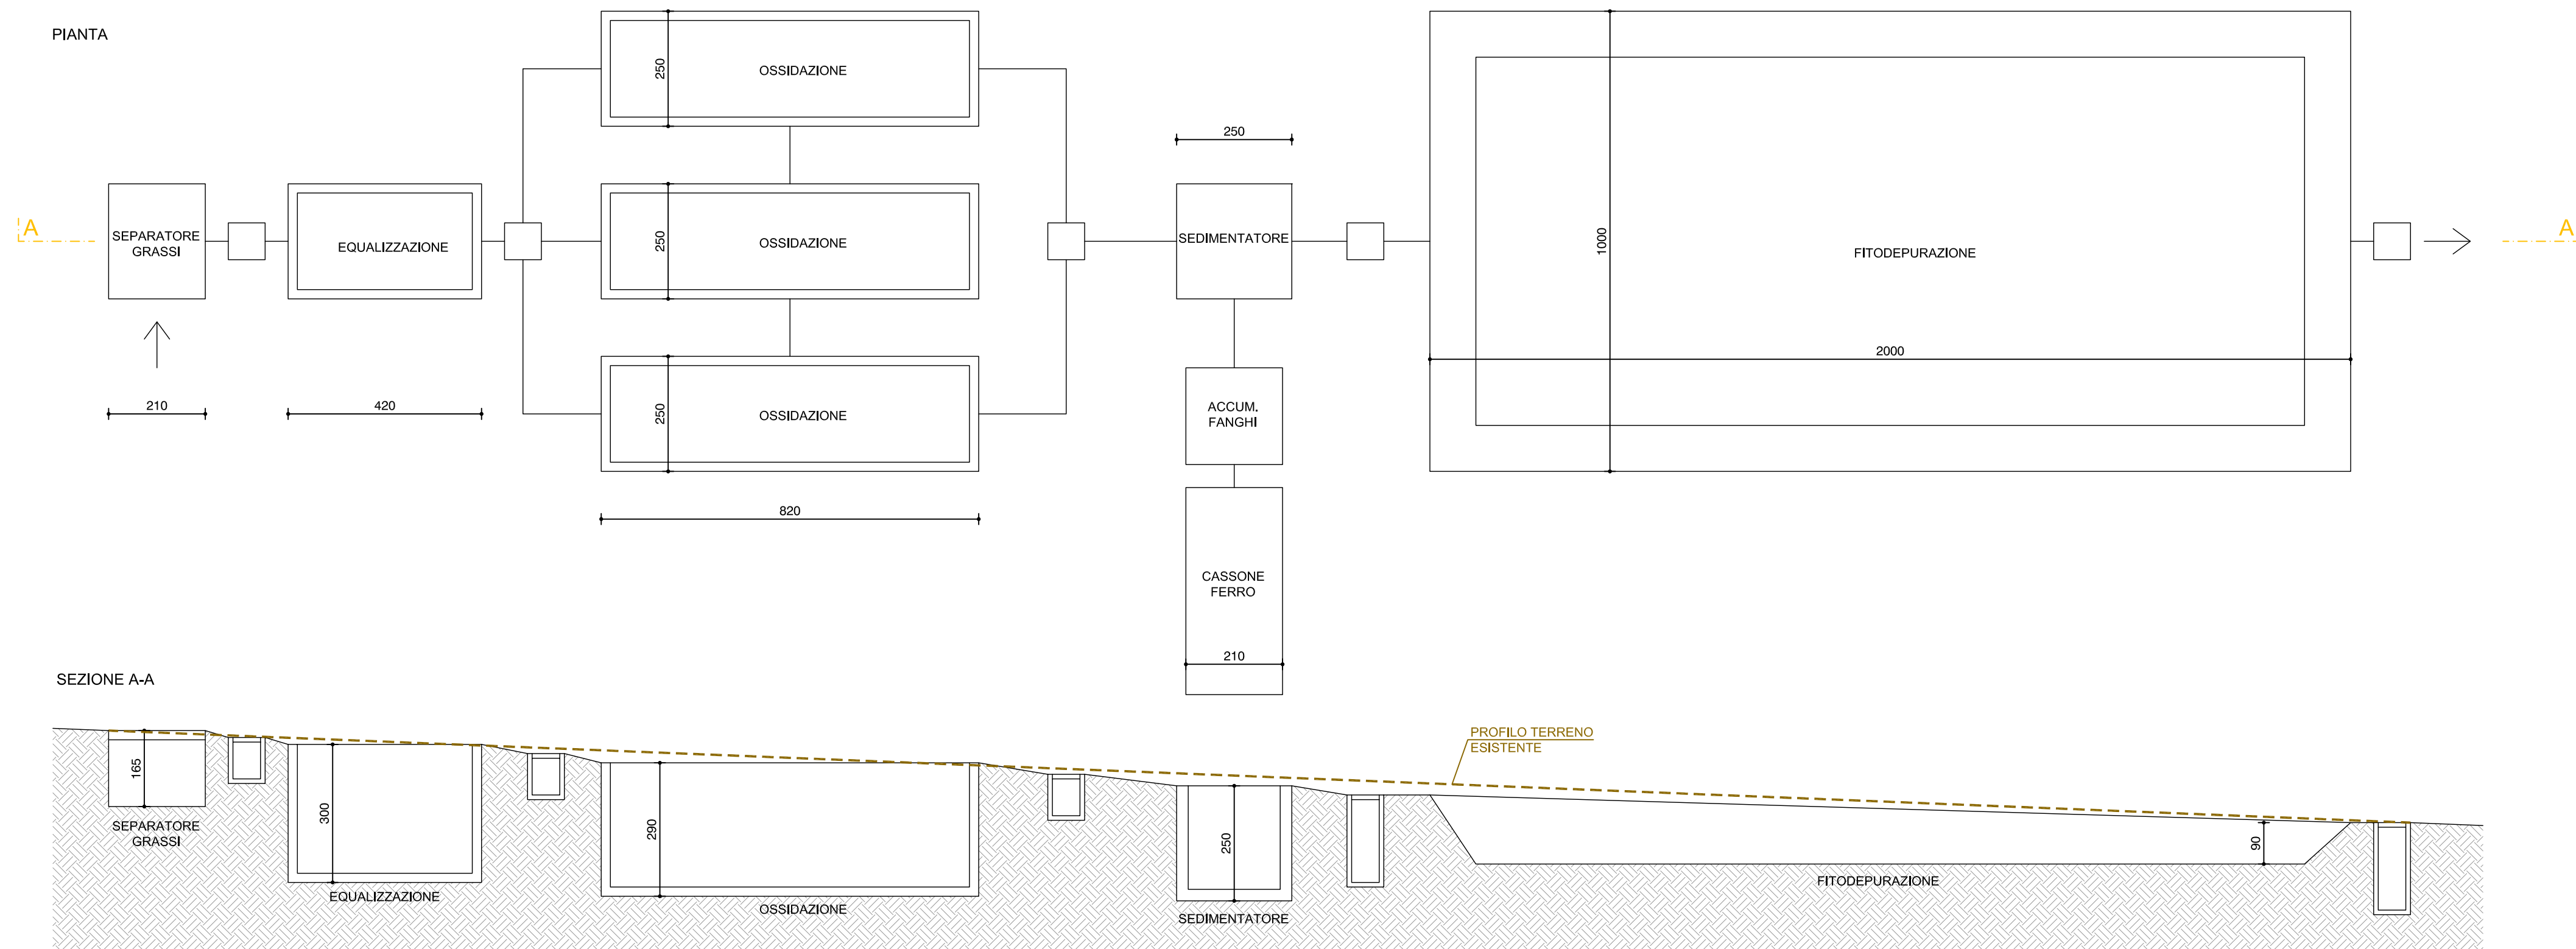 PIANTA
250
OSSIDAZIONE
250
1000
A
SEPARATORE
GRASSI
EQUALIZZAZIONE
250
OSSIDAZIONE
SEDIMENTATORE
FITODEPURAZIONE
A
2000
210
420
250
OSSIDAZIONE
ACCUM.
FANGHI
820
CASSONE
FERRO
210
SEZIONE A-A
PROFILO TERRENO
ESISTENTE
165
300
290
250
90
SEPARATORE
GRASSI
EQUALIZZAZIONE
OSSIDAZIONE
SEDIMENTATORE
FITODEPURAZIONE